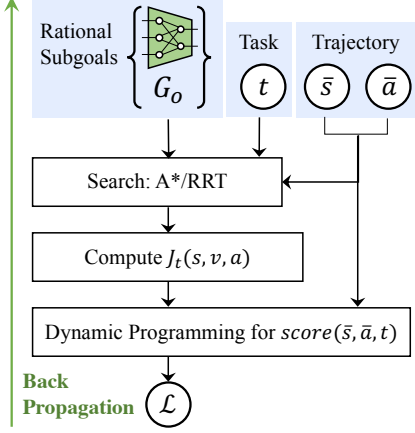 Rational
Subgoals
Task
Trajectory
{ G_o }
t
s̄
ā
Search: A*/RRT
Compute J_t(s, v, a)
Dynamic Programming for score(s̄, ā, t)
Back
Propagation
ℒ